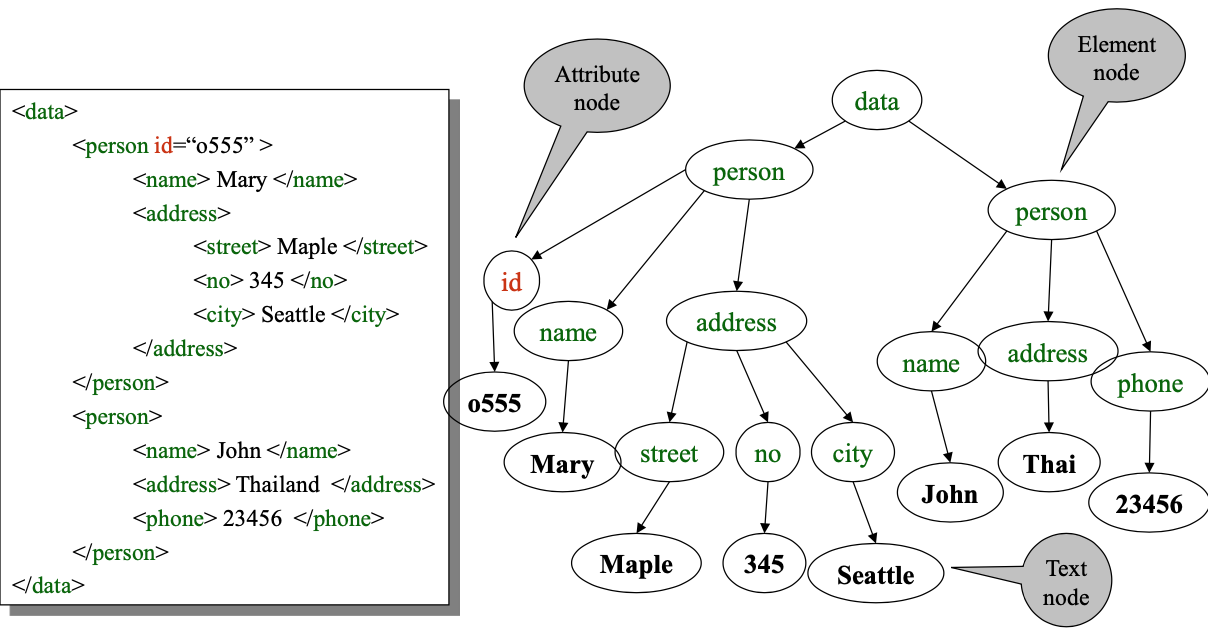 <data>
<person id=“o555” >
<name> Mary </name>
<address>
<street> Maple </street>
<no> 345 </no>
<city> Seattle </city>
</address>
</person>
<person>
<name> John </name>
<address> Thailand </address>
<phone> 23456 </phone>
</person>
</data>
Attribute
node
Element
node
data
person
person
id
name
address
name
address
phone
o555
Mary
street
no
city
John
Thai
23456
Maple
345
Seattle
Text
node